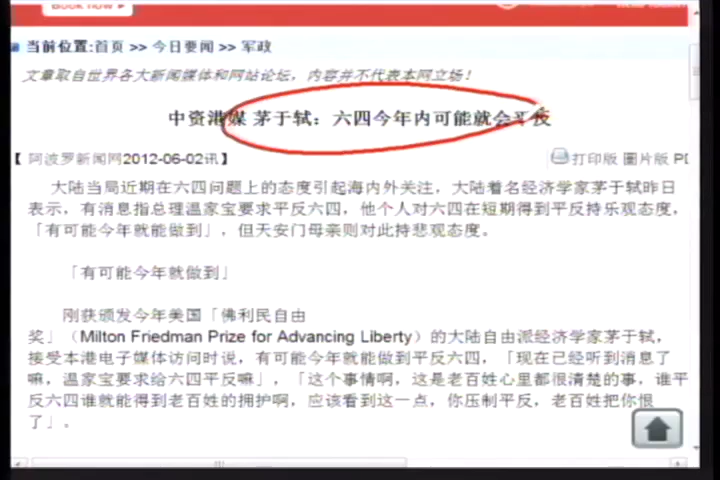 Book now
当前位置:首页 >> 今日要闻 >> 军政
文章取自世界各大新闻媒体和网站论坛，内容并不代表本网立场！
中资港媒 茅于轼：六四今年内可能就会平反
【 阿波罗新闻网2012-06-02讯】
打印版 圖片版 PD
大陆当局近期在六四问题上的态度引起海内外关注，大陆着名经济学家茅于轼昨日
表示，有消息指总理温家宝要求平反六四，他个人对六四在短期得到平反持乐观态度，
「有可能今年就能做到」，但天安门母亲则对此持悲观态度。
「有可能今年就做到」
刚获颁发今年美国「佛利民自由
奖」（Milton Friedman Prize for Advancing Liberty）的大陆自由派经济学家茅于轼，
接受本港电子媒体访问时说，有可能今年就能做到平反六四，「现在已经听到消息了
嘛，温家宝要求给六四平反嘛」，「这个事情啊，这是老百姓心里都很清楚的事，谁平
反六四谁就能得到老百姓的拥护啊，应该看到这一点，你压制平反，老百姓把你恨
了」。